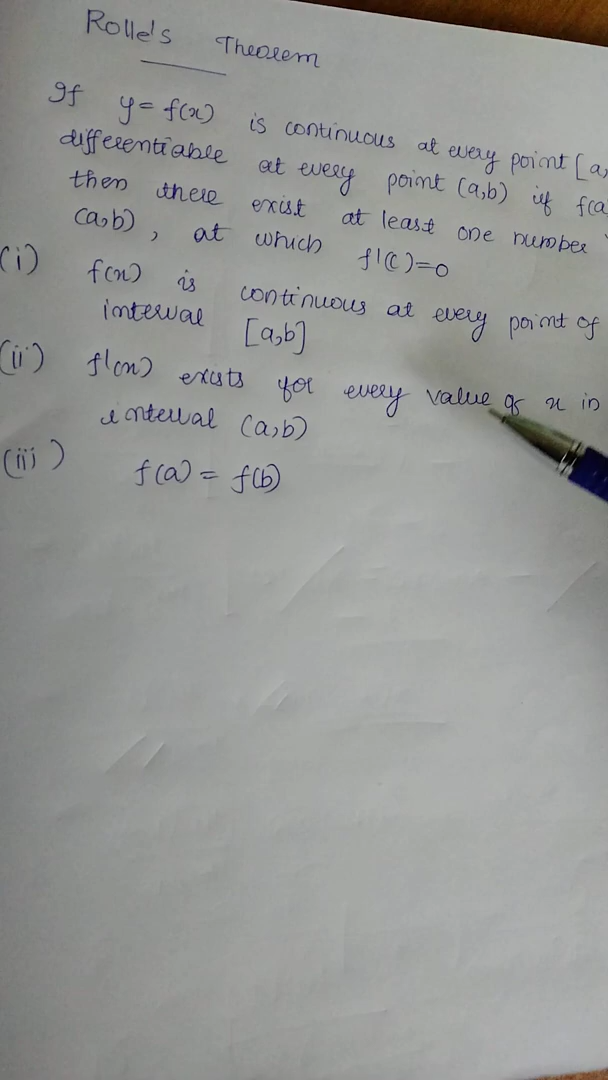 Rolle's Theorem
If y = f(x) is continuous at every point [a,
differentiable at every point (a,b) if f(a
then there exist at least one number
(a,b), at which f'(c)=0
(i) f(x) is continuous at every point of
interval [a,b]
(ii) f'(x) exists for every value of x in
interval (a,b)
(iii) f(a) = f(b)